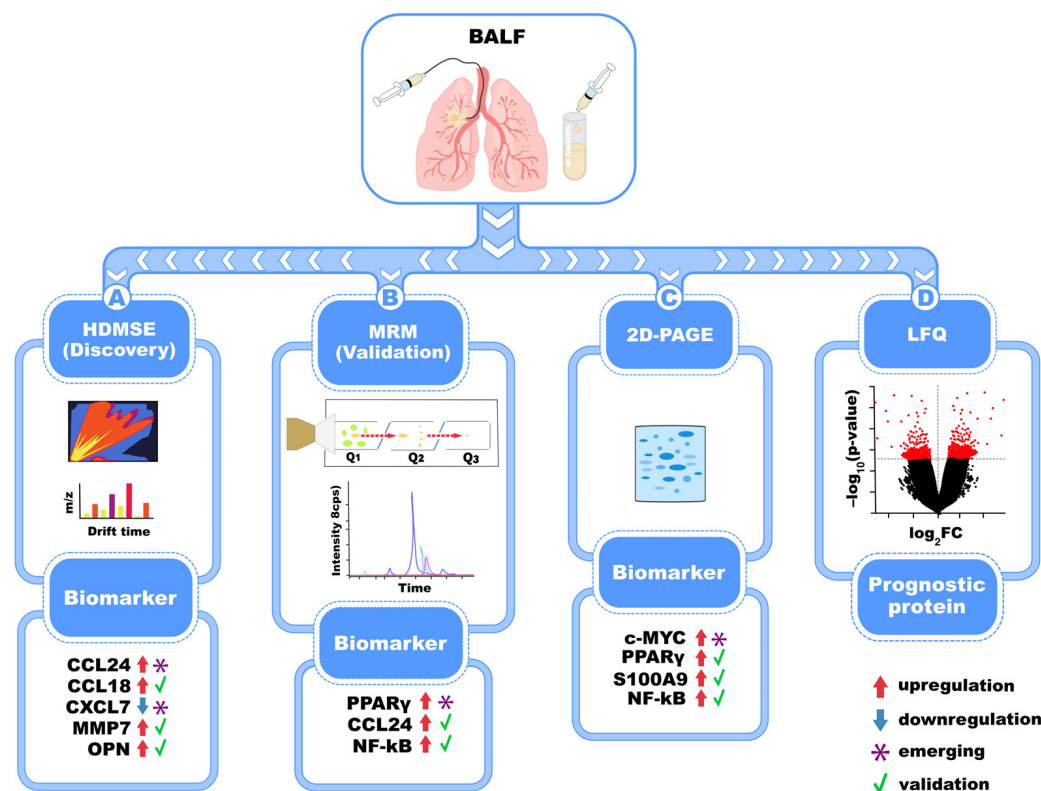 BALF
A
HDMSE
(Discovery)
m/z
Drift time
Biomarker
CCL24
CCL18
CXCL7
MMP7
OPN
B
MRM
(Validation)
Q1 Q2 Q3
Intensity 8cps
Time
Biomarker
PPARγ
CCL24
NF-kB
C
2D-PAGE
Biomarker
c-MYC
PPARγ
S100A9
NF-kB
D
LFQ
–log₁₀(p-value)
log₂FC
Prognostic
protein
upregulation
downregulation
emerging
validation